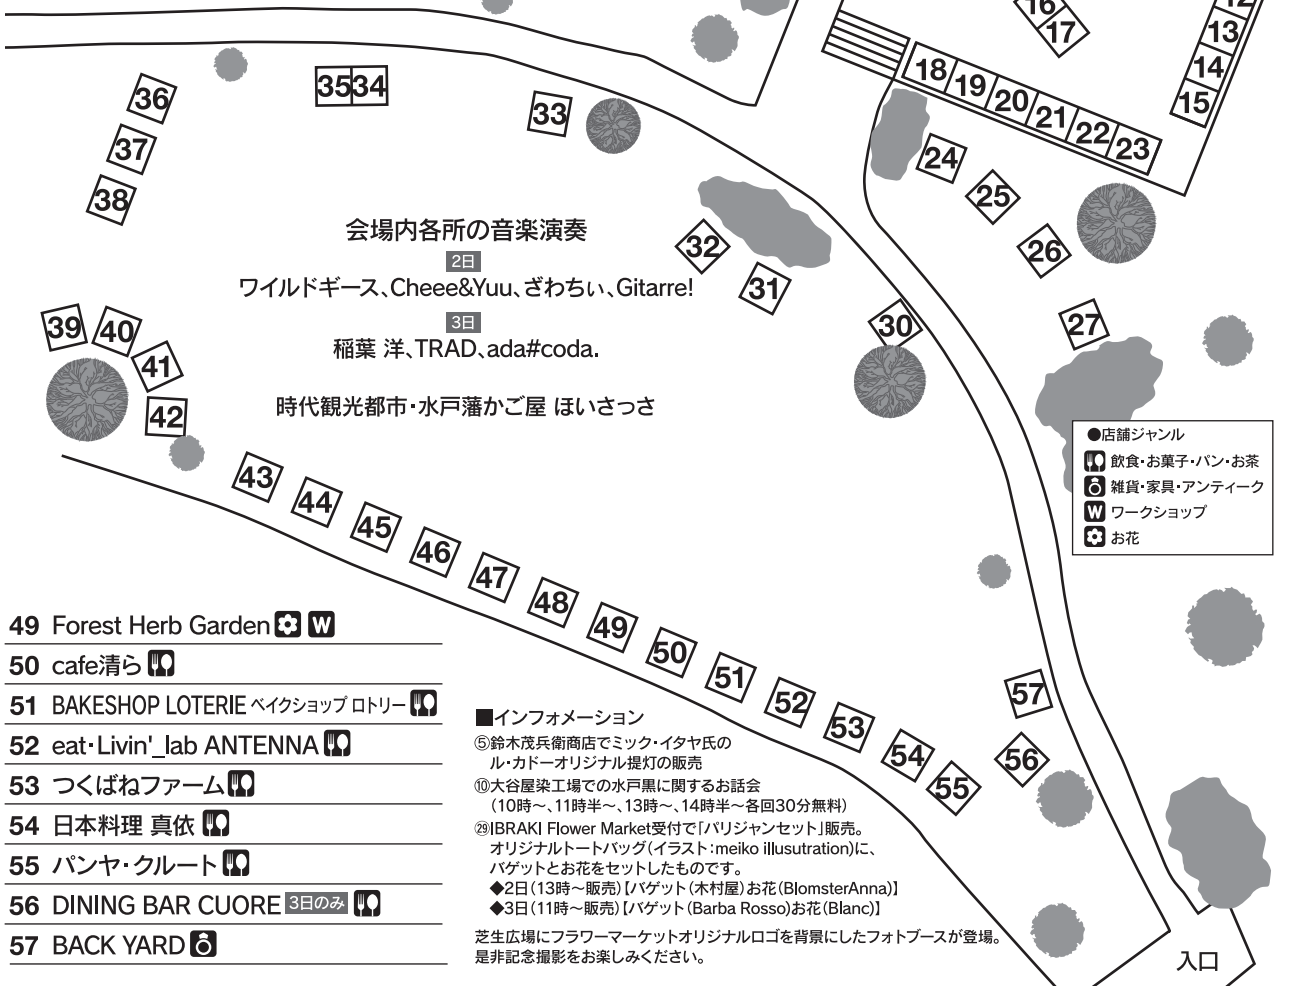 12
13
14
15
16
17
18 19 20 21 22 23
24
25
26
27
30
31
32
33
35 34
36
37
38
39
40
41
42
43
44
45
46
47
48
49
50
51
52
53
54
55
56
57
会場内各所の音楽演奏
2日
ワイルドギース、Cheee&Yuu、ざわちぃ、Gitarre!
3日
稲葉 洋、TRAD、ada#coda.
時代観光都市・水戸藩かご屋 ほいさっさ
●店舗ジャンル
飲食・お菓子・パン・お茶
雑貨・家具・アンティーク
W ワークショップ
お花
49 Forest Herb Garden W
50 cafe清ら
51 BAKESHOP LOTERIE ベイクショップ ロトリー
52 eat・Livin'_lab ANTENNA
53 つくばねファーム
54 日本料理 真依
55 パンヤ・クルート
56 DINING BAR CUORE 3日のみ
57 BACK YARD
■インフォメーション
⑤鈴木茂兵衛商店でミック・イタヤ氏の
ル・カドーオリジナル提灯の販売
⑩大谷屋染工場での水戸黒に関するお話会
（10時〜、11時半〜、13時〜、14時半〜各回30分無料）
㉙IBRAKI Flower Market受付で「パリジャンセット」販売。
オリジナルトートバッグ（イラスト：meiko illusutration）に、
バゲットとお花をセットしたものです。
◆2日（13時〜販売）【バゲット（木村屋）お花（BlomsterAnna）】
◆3日（11時〜販売）【バゲット（Barba Rosso）お花（Blanc）】
芝生広場にフラワーマーケットオリジナルロゴを背景にしたフォトブースが登場。
是非記念撮影をお楽しみください。
入口